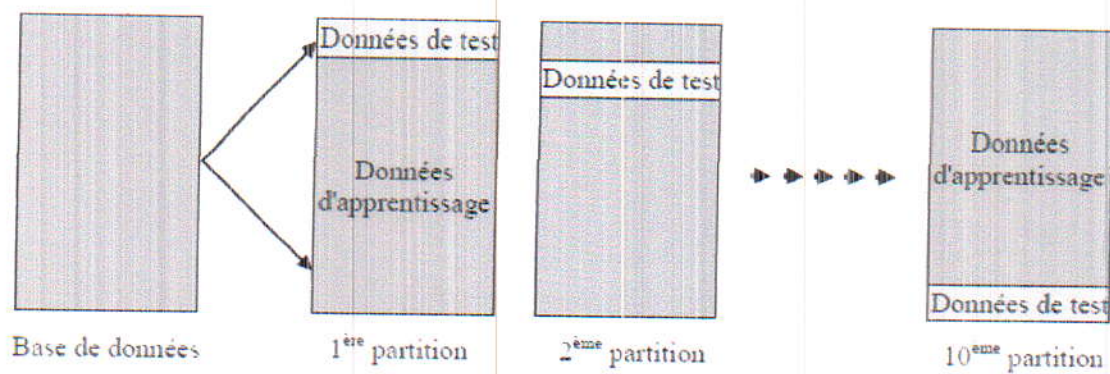 Données de test
Données
d'apprentissage
Données de test
Données
d'apprentissage
Données de test
Base de données
1ère partition
2ème partition
10eme partition